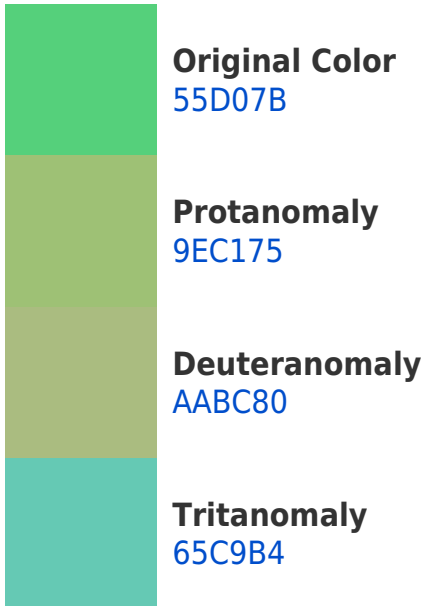 Original Color
55D07B
Protanomaly
9EC175
Deuteranomaly
AABC80
Tritanomaly
65C9B4